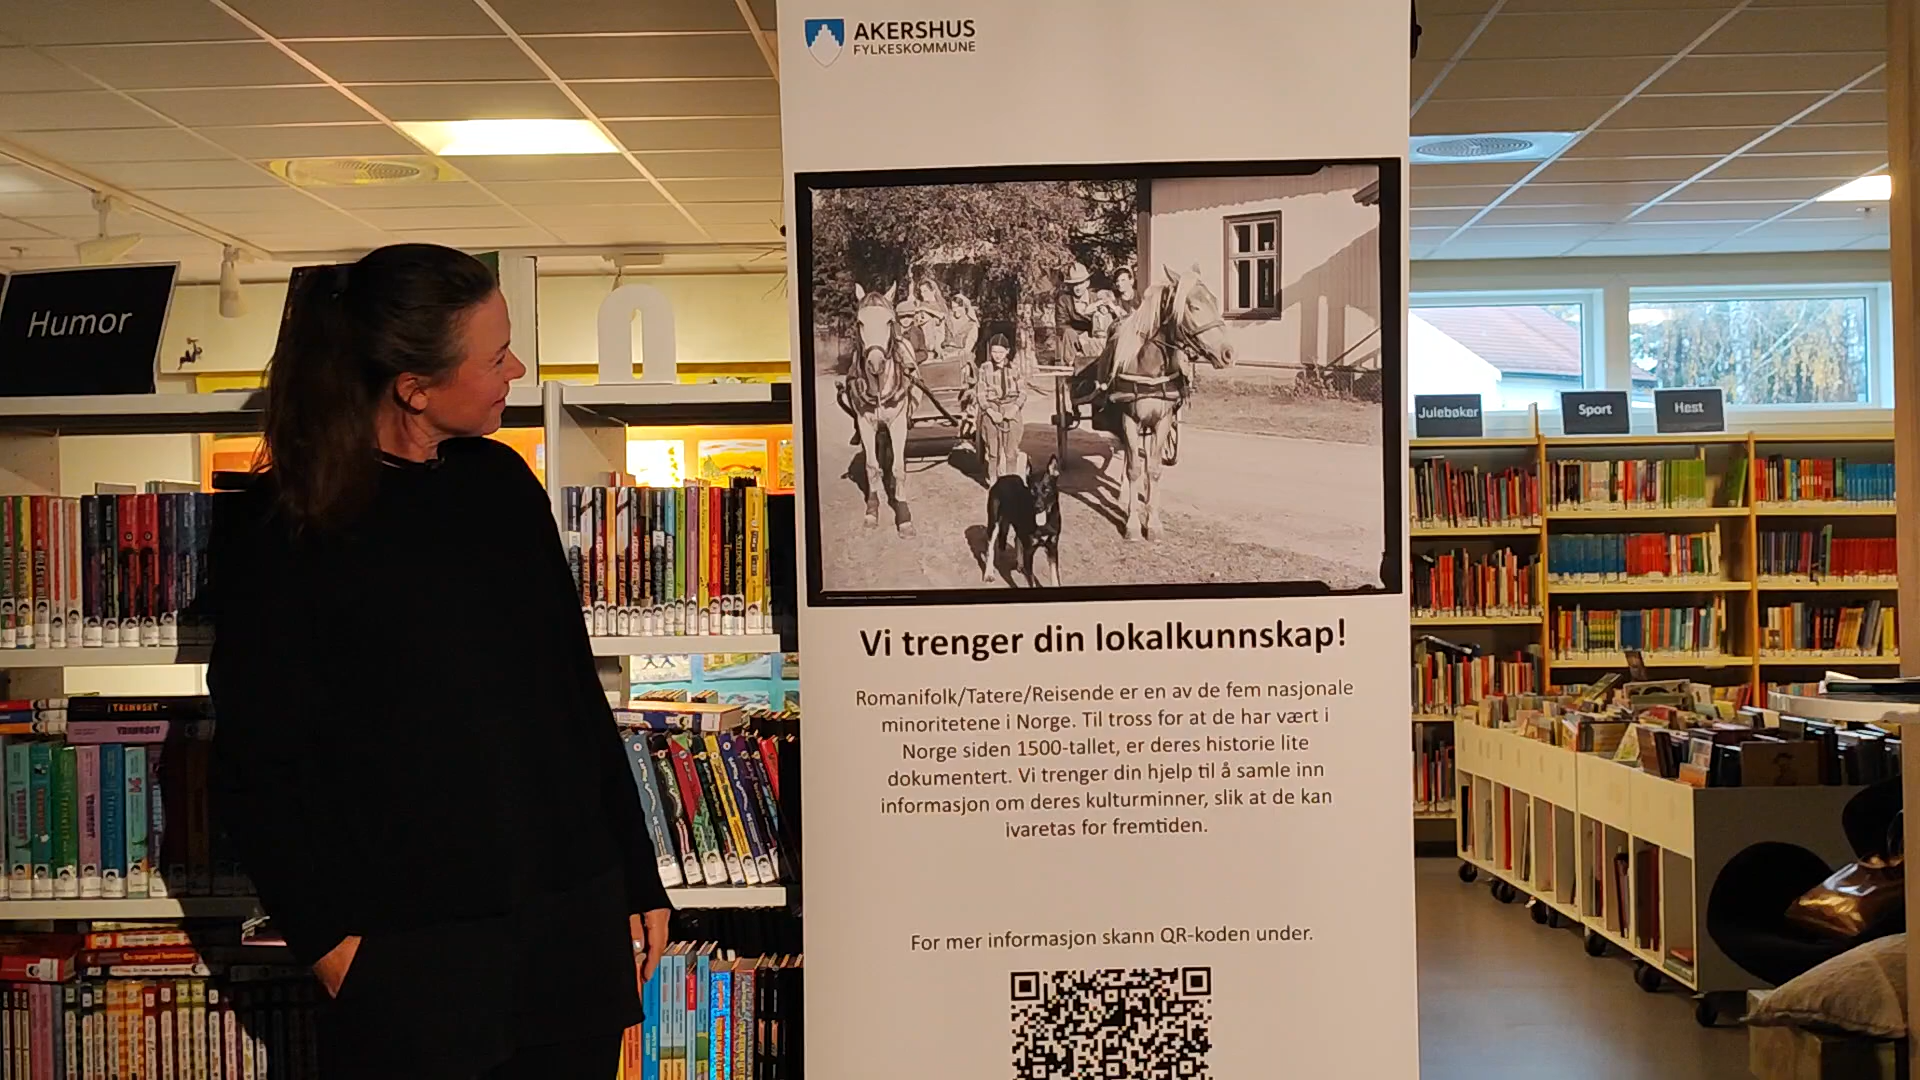 AKERSHUS
FYLKESKOMMUNE
Humor
Julebøker
Sport
Hest
Vi trenger din lokalkunnskap!
Romanifolk/Tatere/Reisende er en av de fem nasjonale
minoritetene i Norge. Til tross for at de har vært i
Norge siden 1500-tallet, er deres historie lite
dokumentert. Vi trenger din hjelp til å samle inn
informasjon om deres kulturminner, slik at de kan
ivaretas for fremtiden.
For mer informasjon skann QR-koden under.